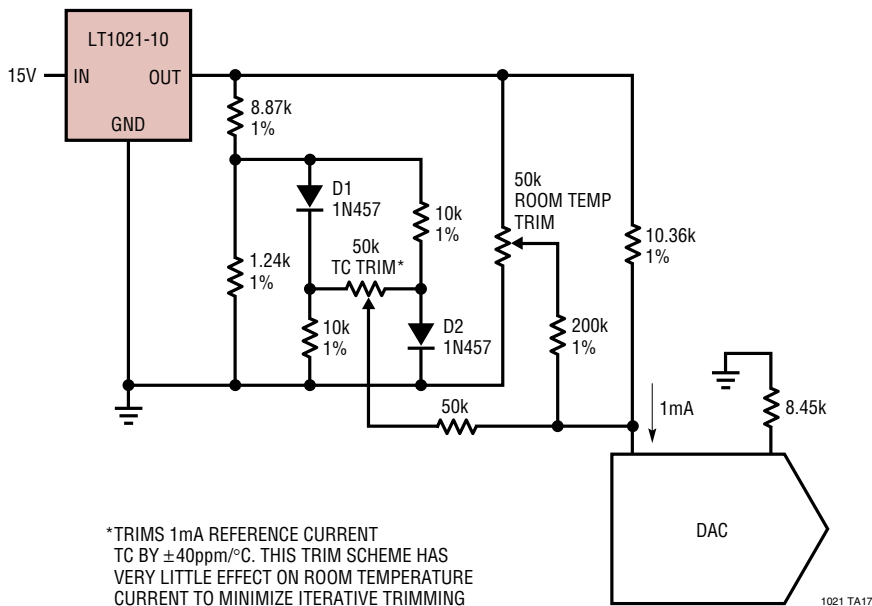 LT1021-10
15V
IN
OUT
GND
8.87k
1%
1.24k
1%
D1
1N457
10k
1%
50k
TC TRIM*
10k
1%
D2
1N457
50k
ROOM TEMP
TRIM
10.36k
1%
200k
1%
50k
1mA
8.45k
DAC
*TRIMS 1mA REFERENCE CURRENT
TC BY ±40ppm/°C. THIS TRIM SCHEME HAS
VERY LITTLE EFFECT ON ROOM TEMPERATURE
CURRENT TO MINIMIZE ITERATIVE TRIMMING
1021 TA17